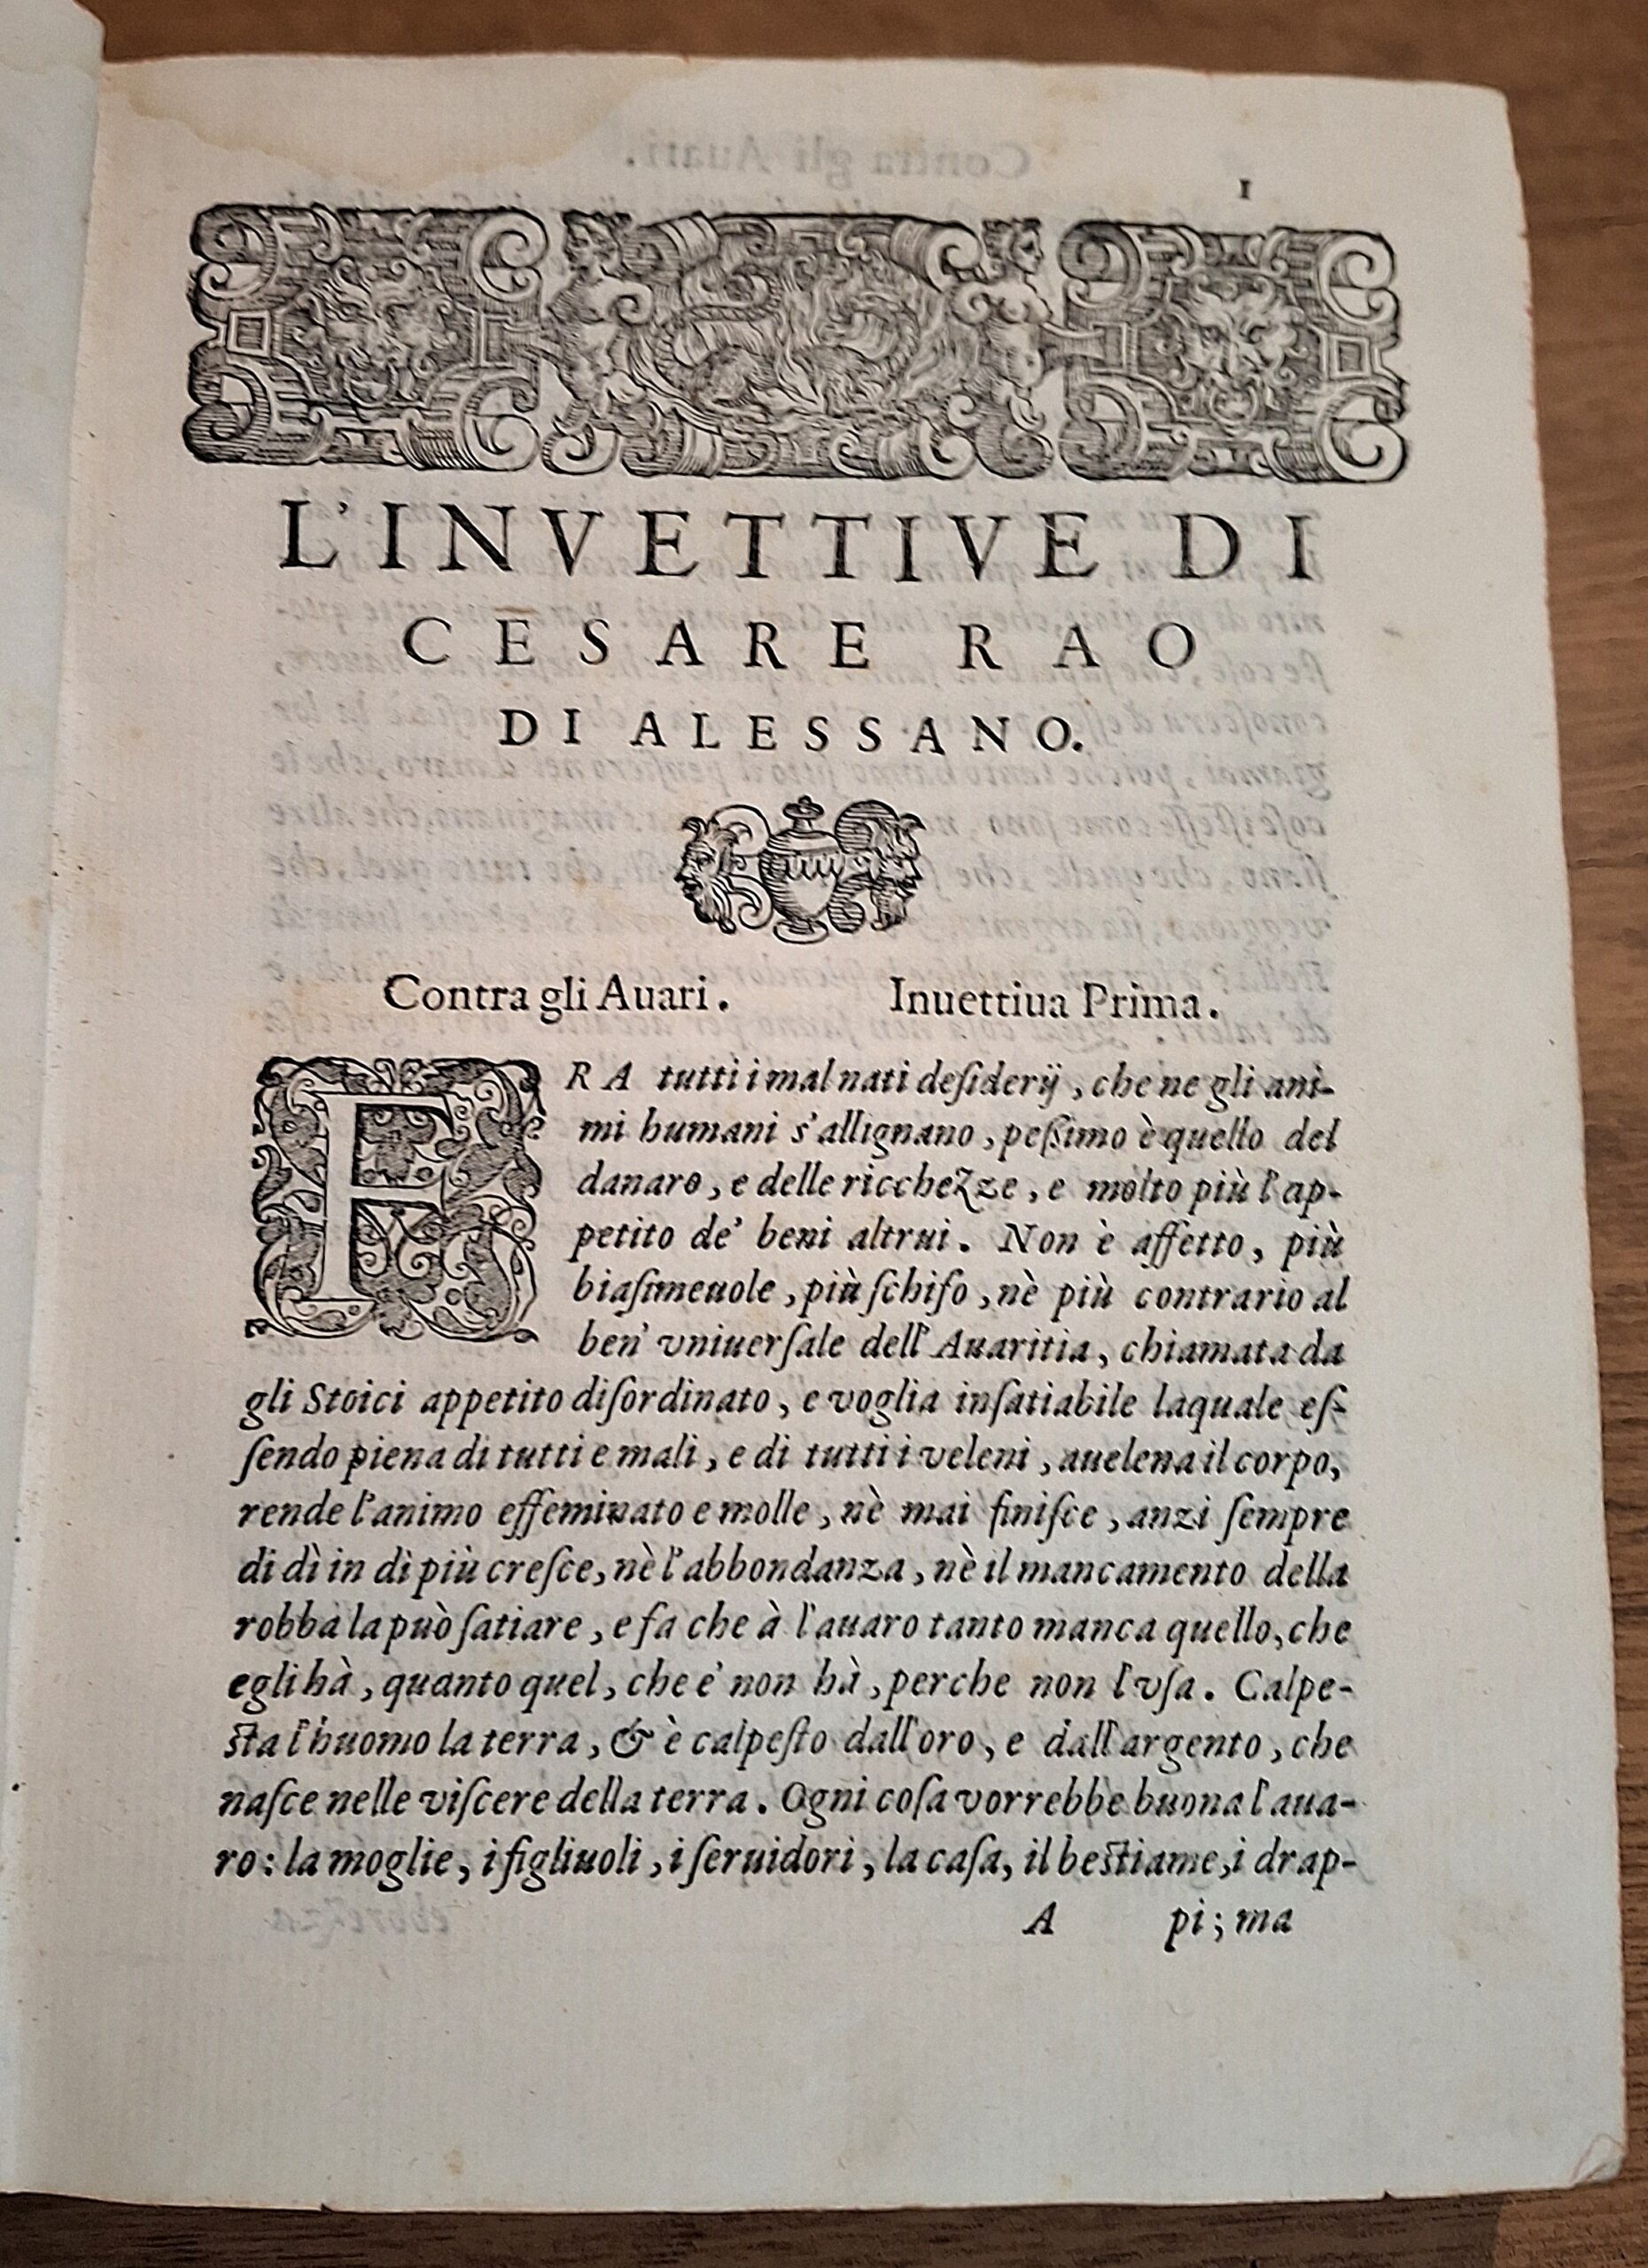 1
L'INVETTIVE DI
CESARE RAO
DI ALESSANO.
Contra gli Auari. Inuettiua Prima.
FRA tutti i mal nati deſiderij, che ne gli ani-
mi humani s'allignano, peſſimo è quello del
danaro, e delle ricchezze, e molto più l'ap-
petito de' beni altrui. Non è affetto, più
biaſimeuole, più ſchifo, nè più contrario al
ben' vniuerſale dell'Auaritia, chiamata da
gli Stoici appetito diſordinato, e voglia inſatiabile laquale eſ-
ſendo piena di tutti e mali, e di tutti i veleni, auelena il corpo,
rende l'animo effeminato e molle, nè mai finiſce, anzi ſempre
di dì in dì più creſce, nè l'abbondanza, nè il mancamento della
robba la può ſatiare, e fa che à l'auaro tanto manca quello, che
egli hà, quanto quel, che e' non hà, perche non l'vſa. Calpe-
ſta l'huomo la terra, & è calpeſto dall'oro, e dall'argento, che
naſce nelle viſcere della terra. Ogni coſa vorrebbe buona l'aua-
ro: la moglie, i figliuoli, i ſeruidori, la caſa, il beſtiame, i drap-
A pi; ma